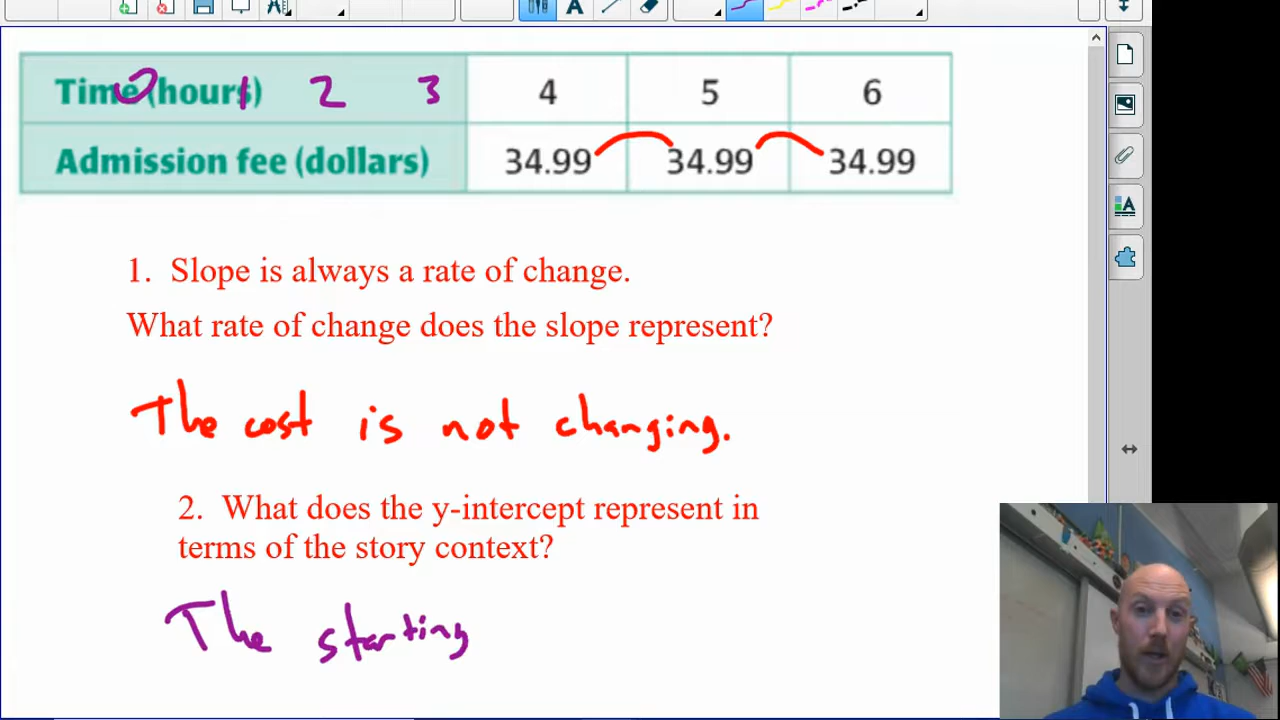 Time (hours) 0 1 2 3 4 5 6
Admission fee (dollars) 34.99 34.99 34.99
1. Slope is always a rate of change.
What rate of change does the slope represent?
The cost is not changing.
2. What does the y-intercept represent in
terms of the story context?
The starting